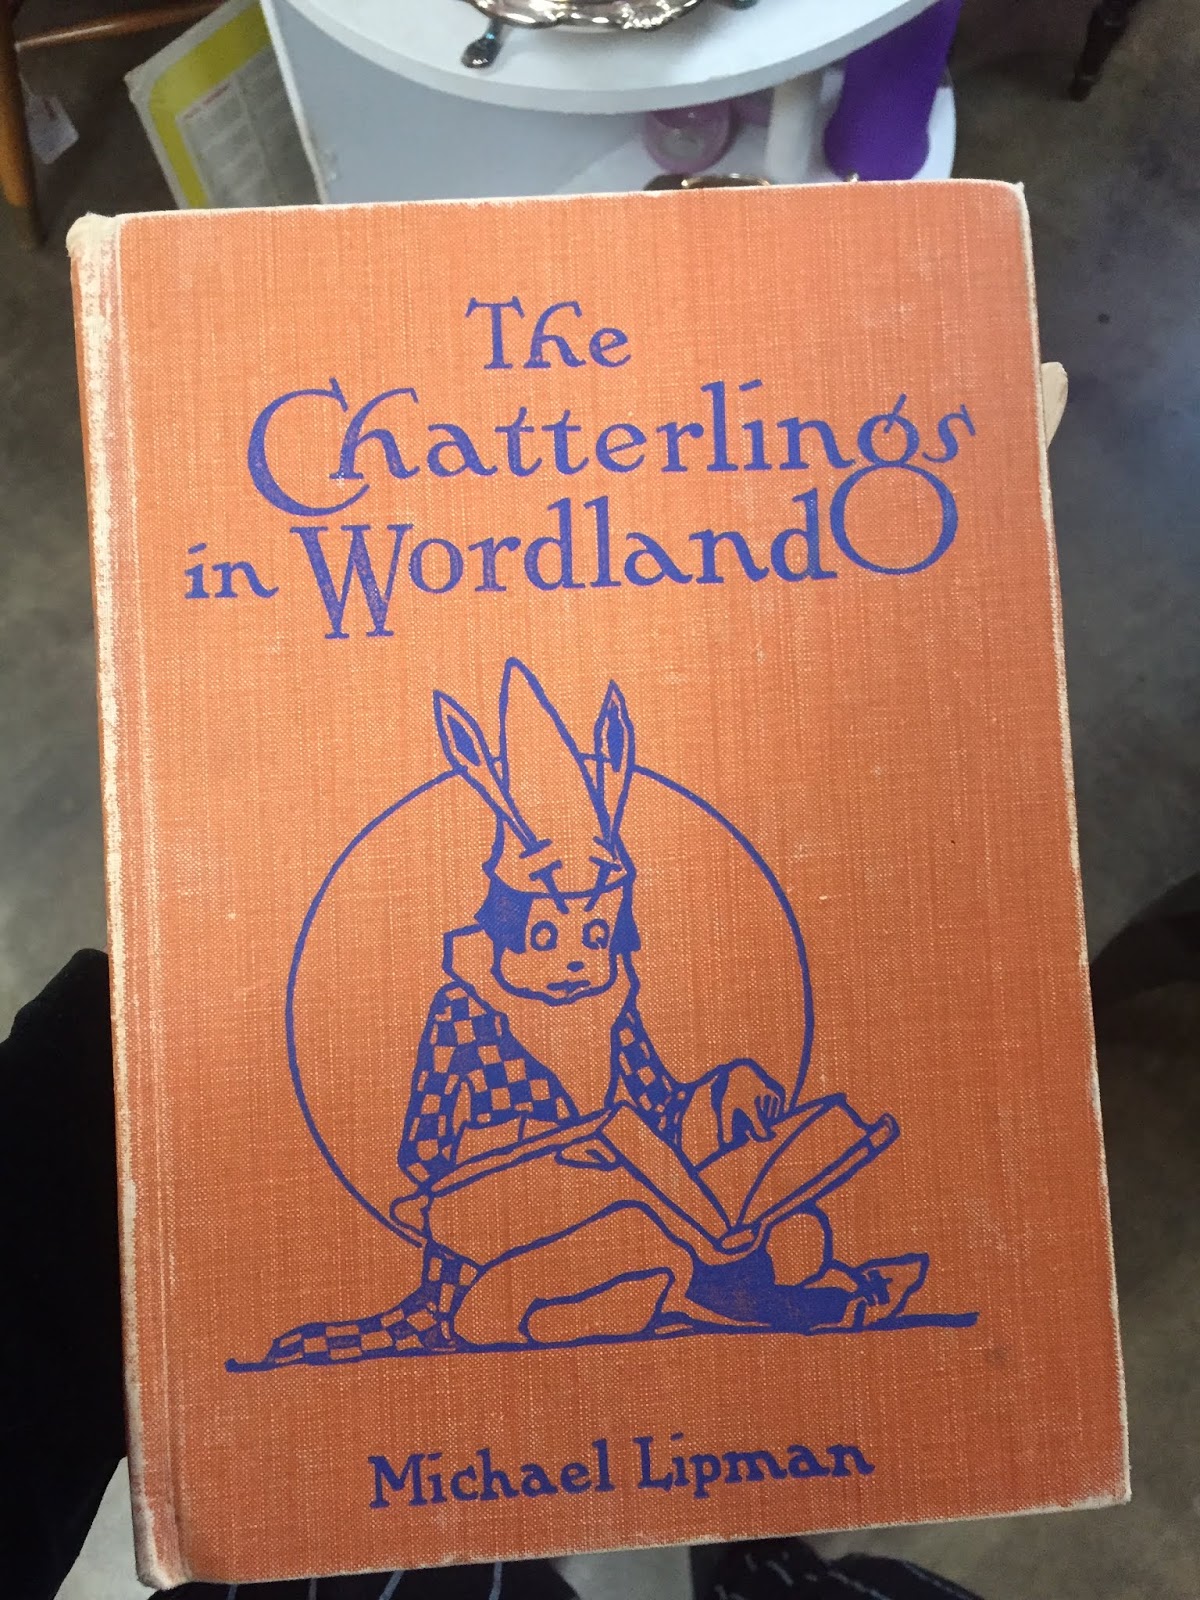 The
Chatterlings
in Wordland
Michael Lipman